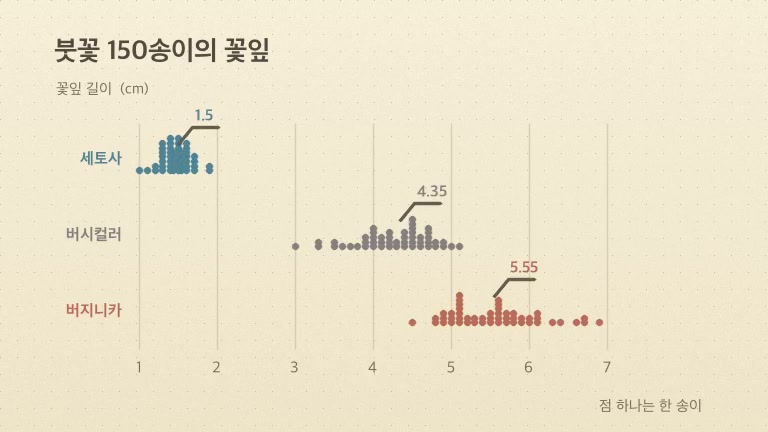 붓꽃 150송이의 꽃잎
꽃잎 길이 (cm)
1.5
세토사
4.35
버시컬러
5.55
버지니카
1 2 3 4 5 6 7
점 하나는 한 송이